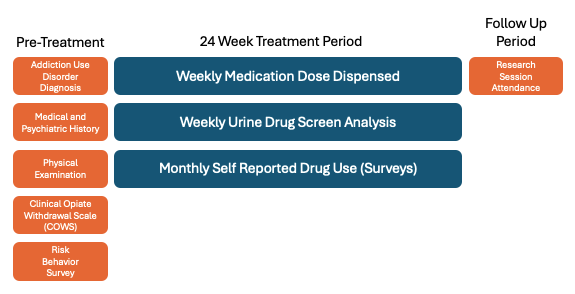 Pre-Treatment
24 Week Treatment Period
Follow Up
Period
Addiction Use
Disorder
Diagnosis
Weekly Medication Dose Dispensed
Research
Session
Attendance
Medical and
Psychiatric History
Weekly Urine Drug Screen Analysis
Physical
Examination
Monthly Self Reported Drug Use (Surveys)
Clinical Opiate
Withdrawal Scale
(COWS)
Risk
Behavior
Survey